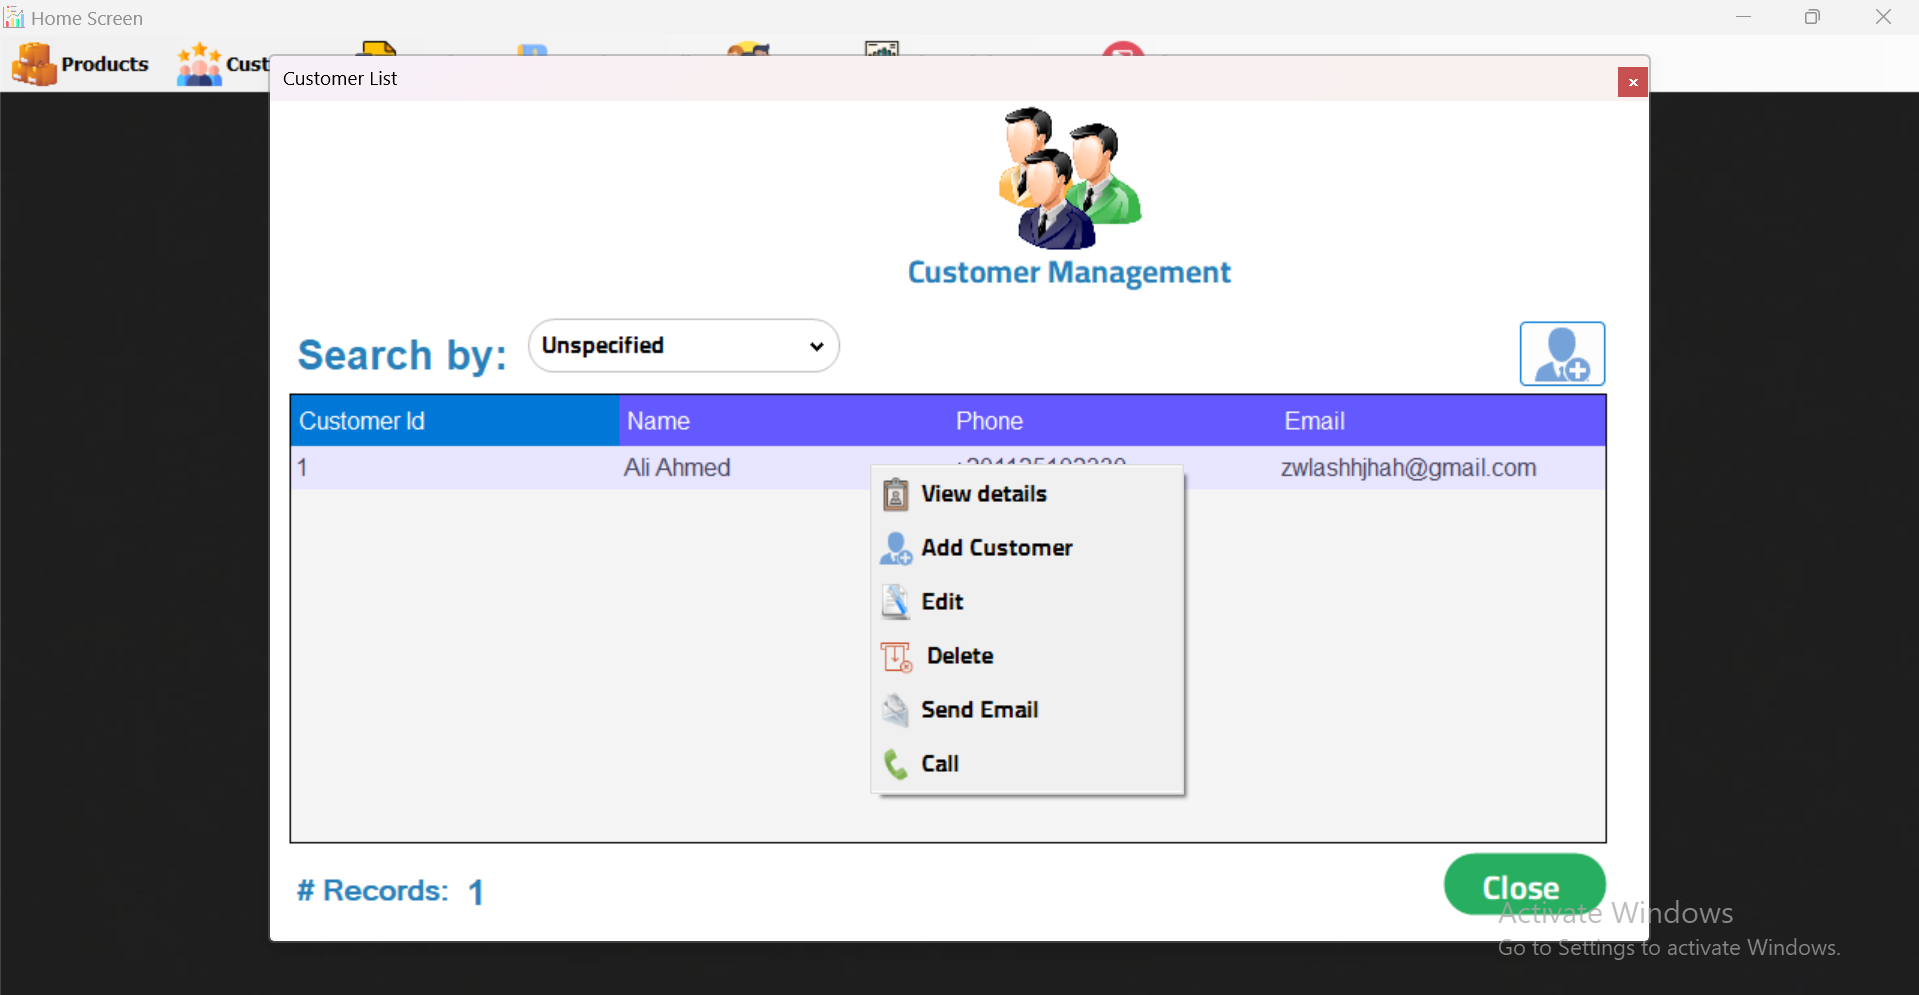 Home Screen
Products
Cust
Customer List
Customer Management
Search by:
Unspecified
Customer Id Name Phone Email
1 Ali Ahmed zwlashhjhah@gmail.com
View details
Add Customer
Edit
Delete
Send Email
Call
# Records: 1
Close
Activate Windows
Go to Settings to activate Windows.